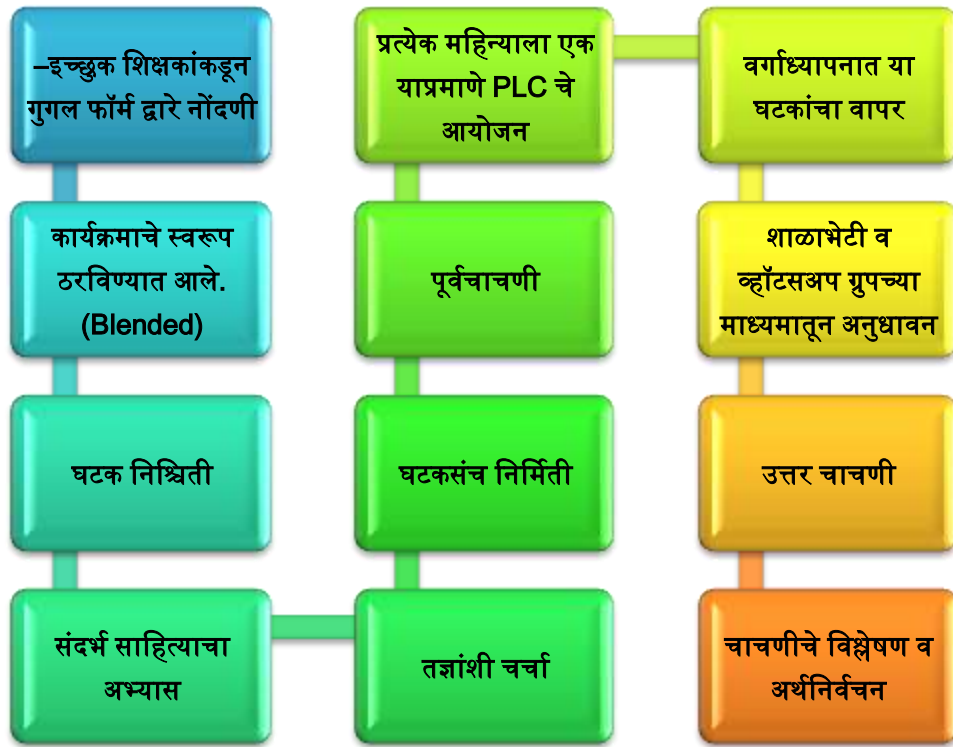 –इच्छुक शिक्षकांकडून
गुगल फॉर्म द्वारे नोंदणी
कार्यक्रमाचे स्वरूप
ठरविण्यात आले.
(Blended)
घटक निश्चिती
संदर्भ साहित्याचा
अभ्यास
तज्ञांशी चर्चा
घटकसंच निर्मिती
पूर्वचाचणी
प्रत्येक महिन्याला एक
याप्रमाणे PLC चे
आयोजन
वर्गाध्यापनात या
घटकांचा वापर
शाळाभेटी व
व्हॉटसअप ग्रुपच्या
माध्यमातून अनुधावन
उत्तर चाचणी
चाचणीचे विश्लेषण व
अर्थनिर्वचन